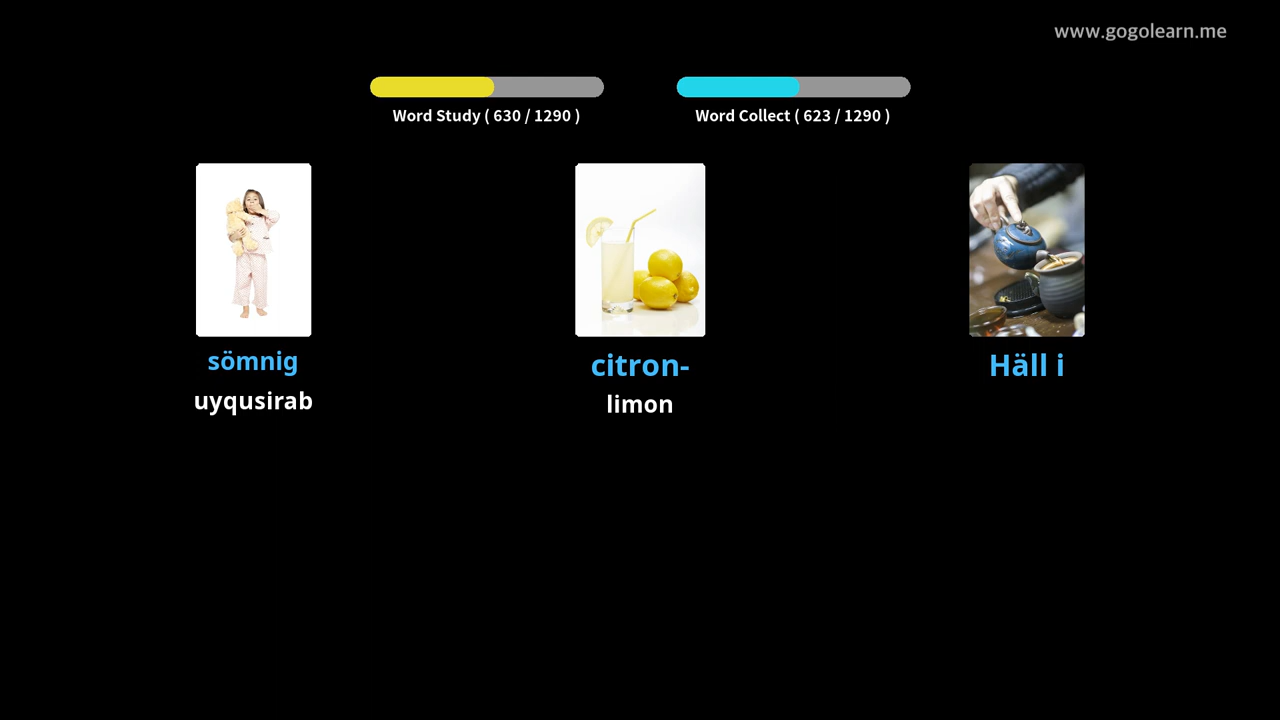 www.gogolearn.me
Word Study ( 630 / 1290 )
Word Collect ( 623 / 1290 )
sömnig
uyqusirab
citron-
limon
Häll i